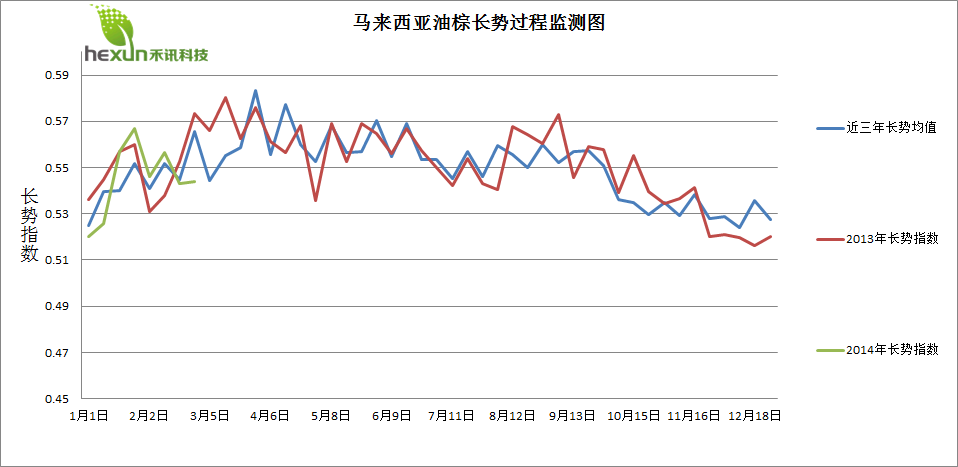 马来西亚油棕长势过程监测图
hexun禾讯科技
0.59
0.57
0.55
0.53
0.51
0.49
0.47
0.45
长势指数
1月1日 2月2日 3月5日 4月6日 5月8日 6月9日 7月11日 8月12日 9月13日 10月15日 11月16日 12月18日
近三年长势均值
2013年长势指数
2014年长势指数